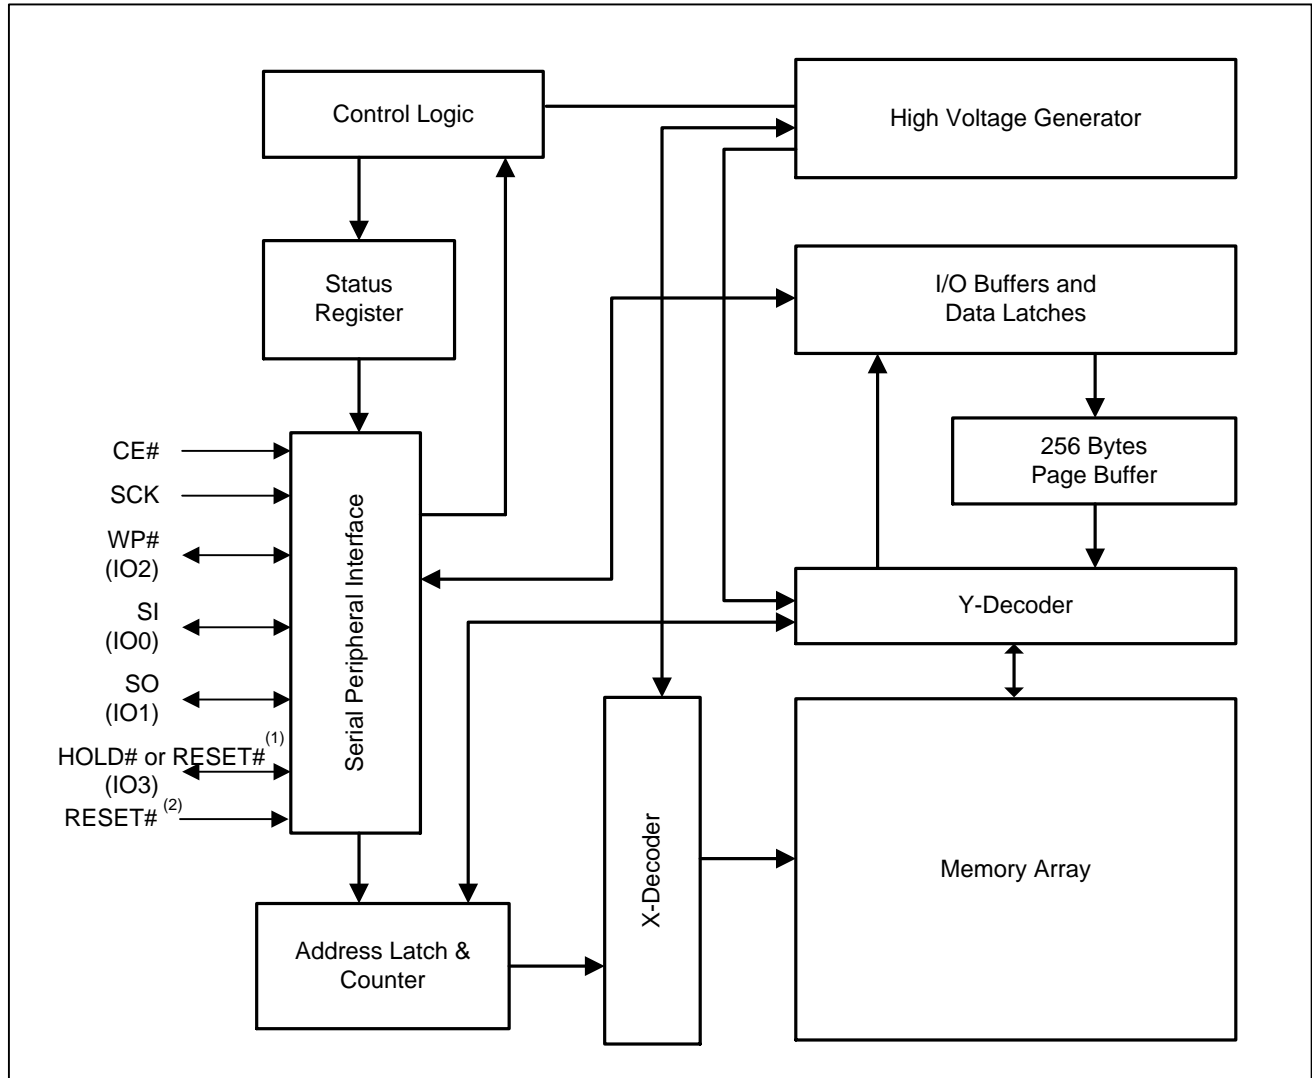 Control Logic
High Voltage Generator
Status
Register
I/O Buffers and
Data Latches
256 Bytes
Page Buffer
Y-Decoder
CE#
SCK
WP#
(IO2)
SI
(IO0)
SO
(IO1)
HOLD# or RESET# (1)
(IO3)
RESET# (2)
Serial Peripheral Interface
X-Decoder
Memory Array
Address Latch &
Counter